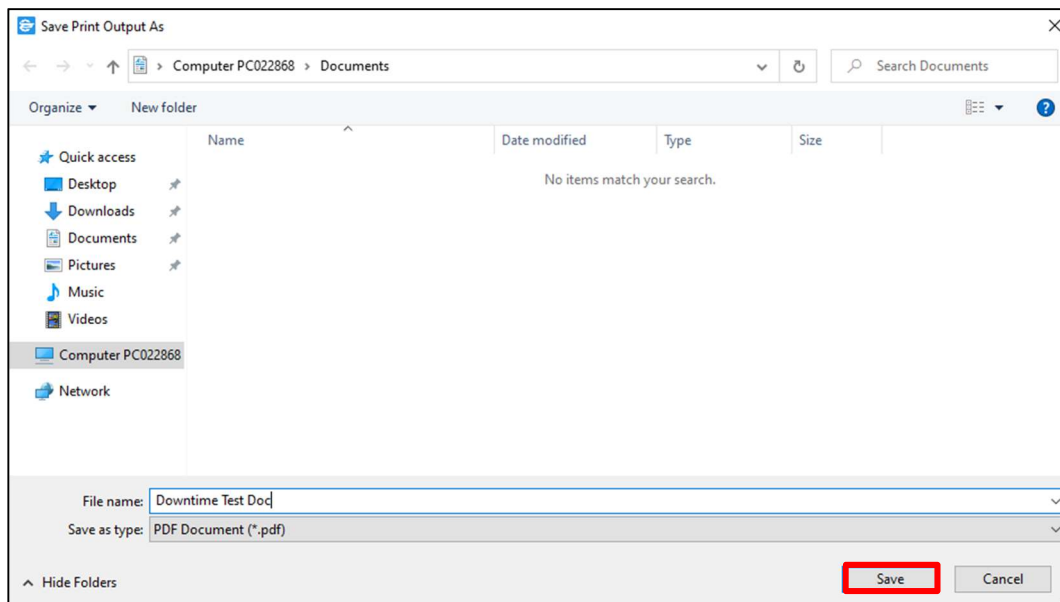 Save Print Output As
Computer PC022868 > Documents
Search Documents
Organize
New folder
Name
Date modified
Type
Size
No items match your search.
Quick access
Desktop
Downloads
Documents
Pictures
Music
Videos
Computer PC022868
Network
File name: Downtime Test Doc
Save as type: PDF Document (*.pdf)
Hide Folders
Save
Cancel